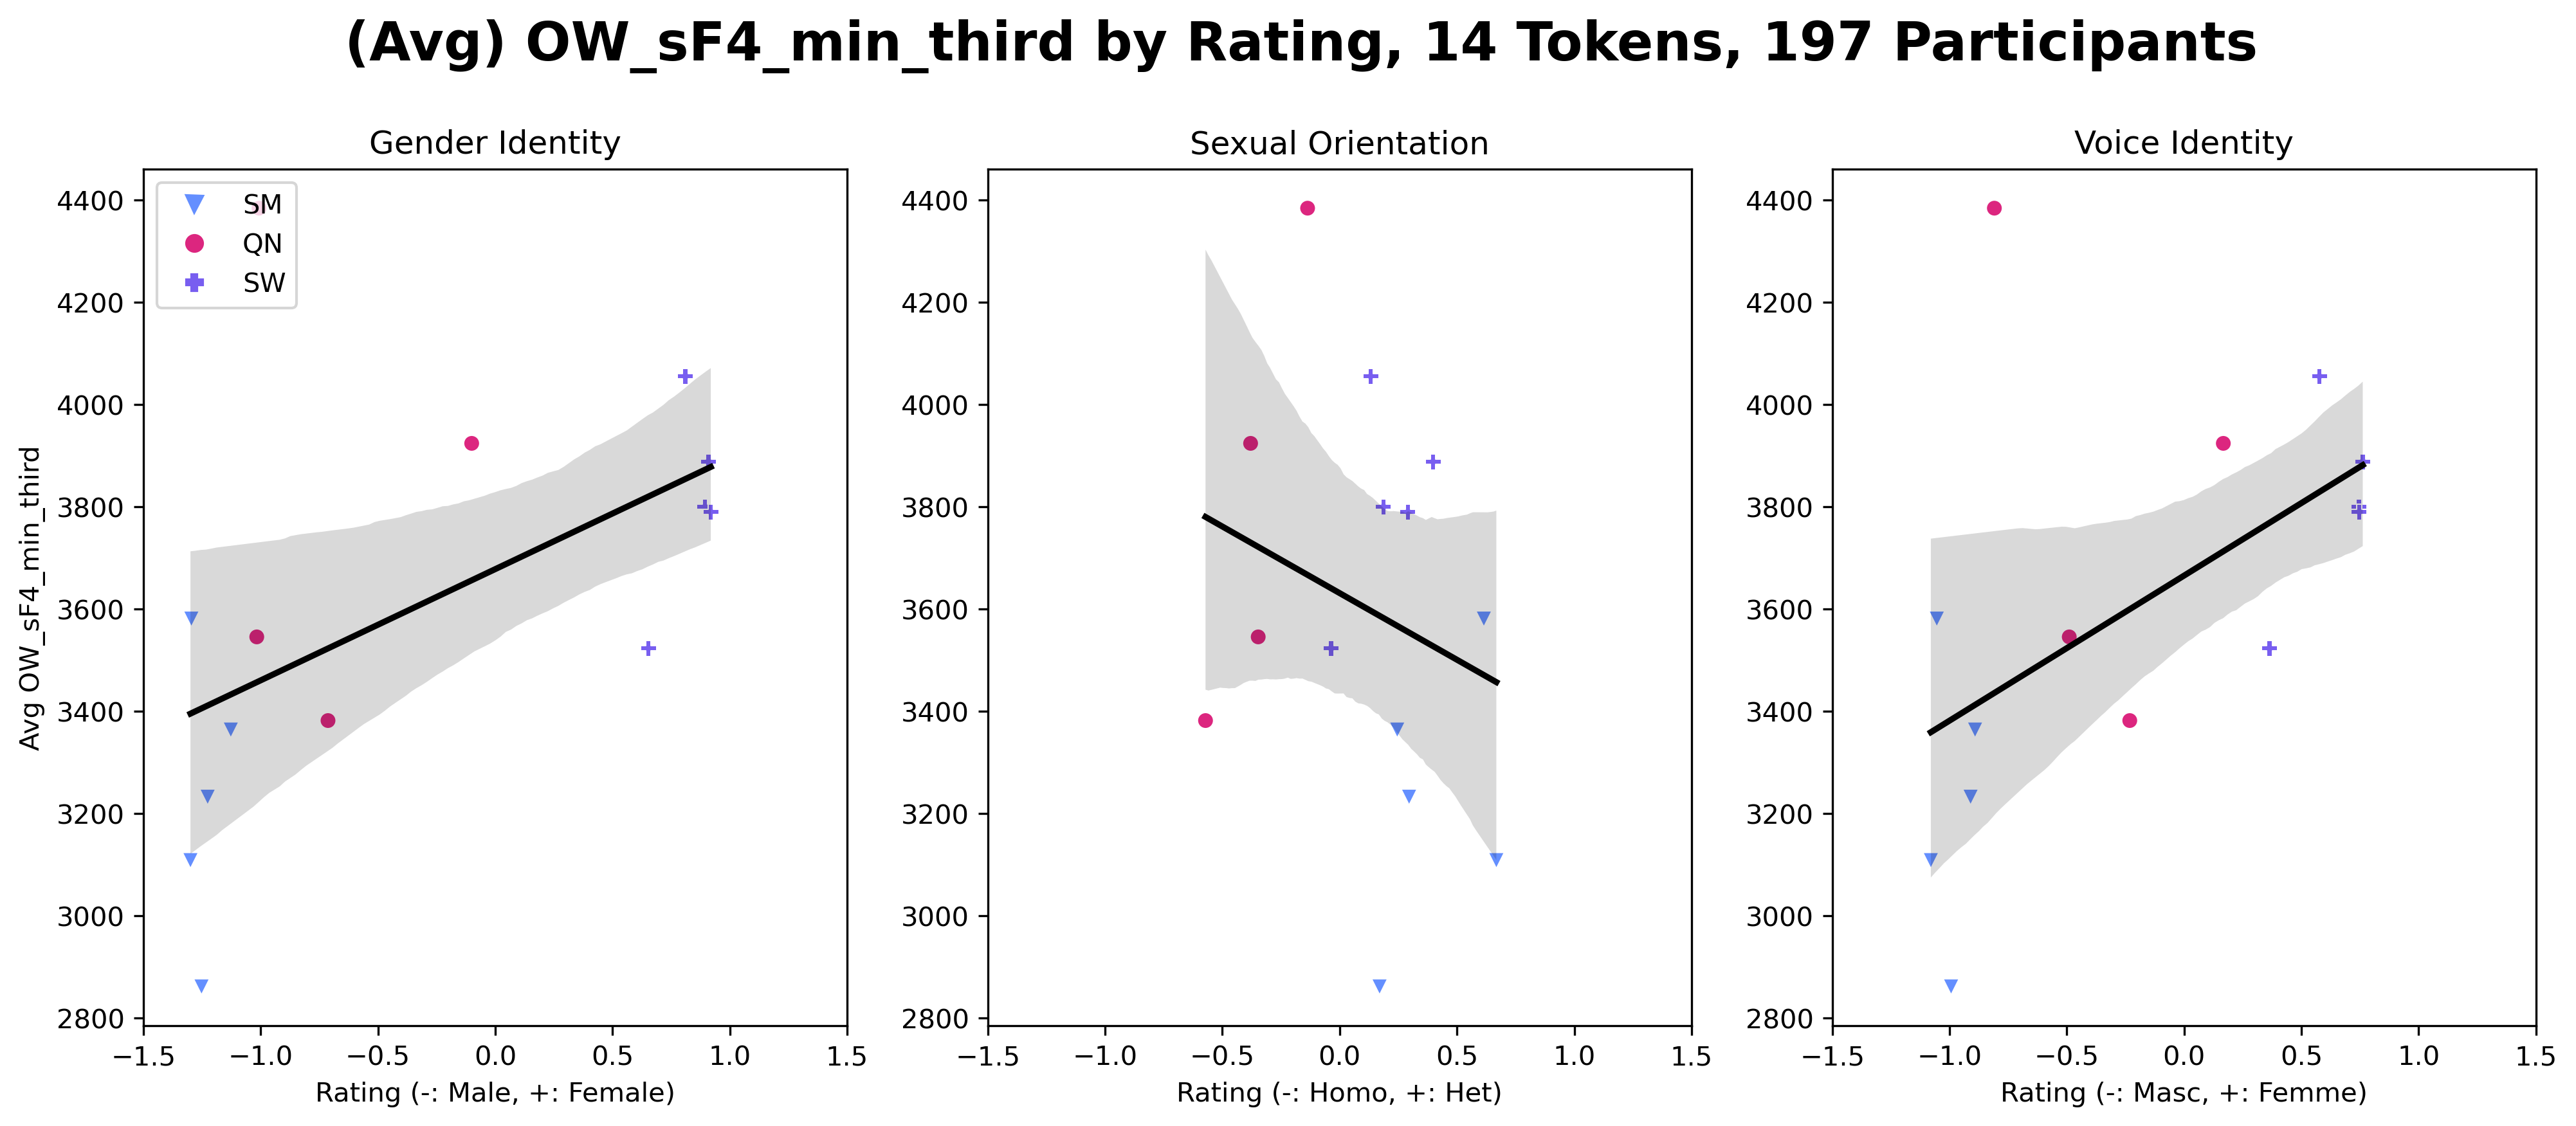 (Avg) OW_sF4_min_third by Rating, 14 Tokens, 197 Participants
Gender Identity
Sexual Orientation
Voice Identity
SM
QN
SW
Avg OW_sF4_min_third
4400
4200
4000
3800
3600
3400
3200
3000
2800
−1.5 −1.0 −0.5 0.0 0.5 1.0 1.5
Rating (-: Male, +: Female)
4400
4200
4000
3800
3600
3400
3200
3000
2800
−1.5 −1.0 −0.5 0.0 0.5 1.0 1.5
Rating (-: Homo, +: Het)
4400
4200
4000
3800
3600
3400
3200
3000
2800
−1.5 −1.0 −0.5 0.0 0.5 1.0 1.5
Rating (-: Masc, +: Femme)